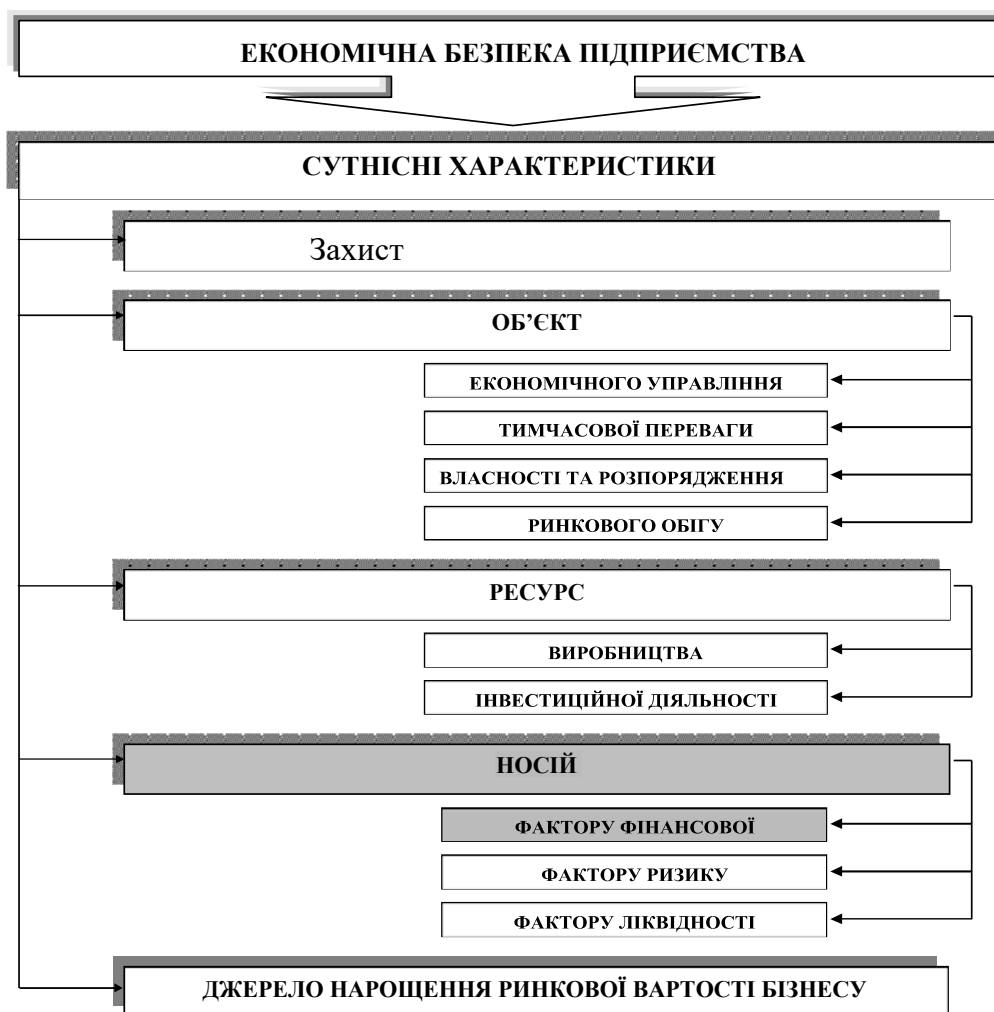 ЕКОНОМІЧНА БЕЗПЕКА ПІДПРИЄМСТВА
СУТНІСНІ ХАРАКТЕРИСТИКИ
Захист
ОБ’ЄКТ
ЕКОНОМІЧНОГО УПРАВЛІННЯ
ТИМЧАСОВОЇ ПЕРЕВАГИ
ВЛАСНОСТІ ТА РОЗПОРЯДЖЕННЯ
РИНКОВОГО ОБІГУ
РЕСУРС
ВИРОБНИЦТВА
ІНВЕСТИЦІЙНОЇ ДІЯЛЬНОСТІ
НОСІЙ
ФАКТОРУ ФІНАНСОВОЇ
ФАКТОРУ РИЗИКУ
ФАКТОРУ ЛІКВІДНОСТІ
ДЖЕРЕЛО НАРОЩЕННЯ РИНКОВОЇ ВАРТОСТІ БІЗНЕСУ